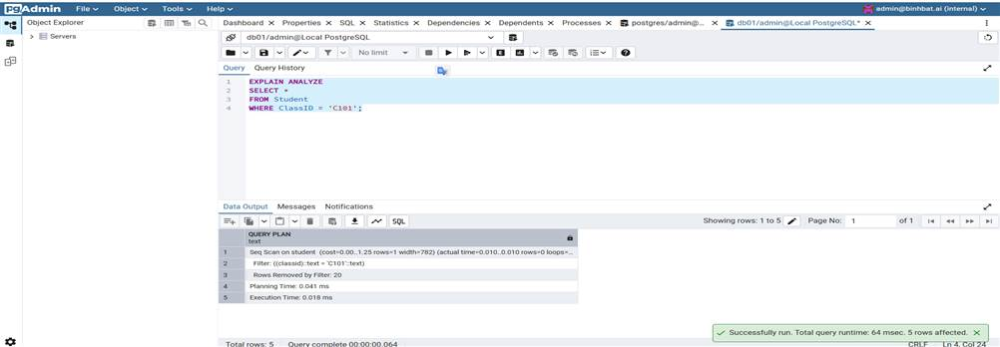 pgAdmin File Object Tools Help admin@binhbat.ai (internal)
Object Explorer Dashboard Properties SQL Statistics Dependencies Dependents Processes postgres/admin@... db01/admin@Local PostgreSQL*
Servers
db01/admin@Local PostgreSQL
No limit
Query Query History
1 EXPLAIN ANALYZE
2 SELECT *
3 FROM Student
4 WHERE ClassID = 'C101';
Data Output Messages Notifications
SQL Showing rows: 1 to 5 Page No: 1 of 1
QUERY PLAN
text
1 Seq Scan on student (cost=0.00..1.25 rows=1 width=782) (actual time=0.010..0.010 rows=0 loops=...
2 Filter: ((classid)::text = 'C101'::text)
3 Rows Removed by Filter: 20
4 Planning Time: 0.041 ms
5 Execution Time: 0.018 ms
Successfully run. Total query runtime: 64 msec. 5 rows affected.
Total rows: 5 Query complete 00:00:00.064 CRLF Ln 4, Col 24